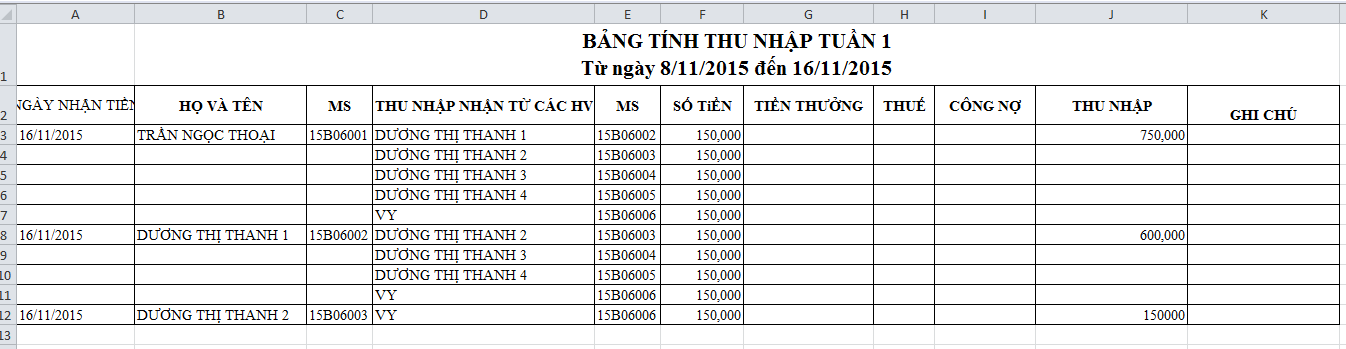 A B C D E F G H I J K
1 BẢNG TÍNH THU NHẬP TUẦN 1
Từ ngày 8/11/2015 đến 16/11/2015
2 NGÀY NHẬN TIỀN HỌ VÀ TÊN MS THU NHẬP NHẬN TỪ CÁC HV MS SỐ TiỀN TIỀN THƯỞNG THUẾ CÔNG NỢ THU NHẬP GHI CHÚ
3 16/11/2015 TRẦN NGỌC THOẠI 15B06001 DƯƠNG THỊ THANH 1 15B06002 150,000 750,000
4 DƯƠNG THỊ THANH 2 15B06003 150,000
5 DƯƠNG THỊ THANH 3 15B06004 150,000
6 DƯƠNG THỊ THANH 4 15B06005 150,000
7 VY 15B06006 150,000
8 16/11/2015 DƯƠNG THỊ THANH 1 15B06002 DƯƠNG THỊ THANH 2 15B06003 150,000 600,000
9 DƯƠNG THỊ THANH 3 15B06004 150,000
10 DƯƠNG THỊ THANH 4 15B06005 150,000
11 VY 15B06006 150,000
12 16/11/2015 DƯƠNG THỊ THANH 2 15B06003 VY 15B06006 150,000 150000
13